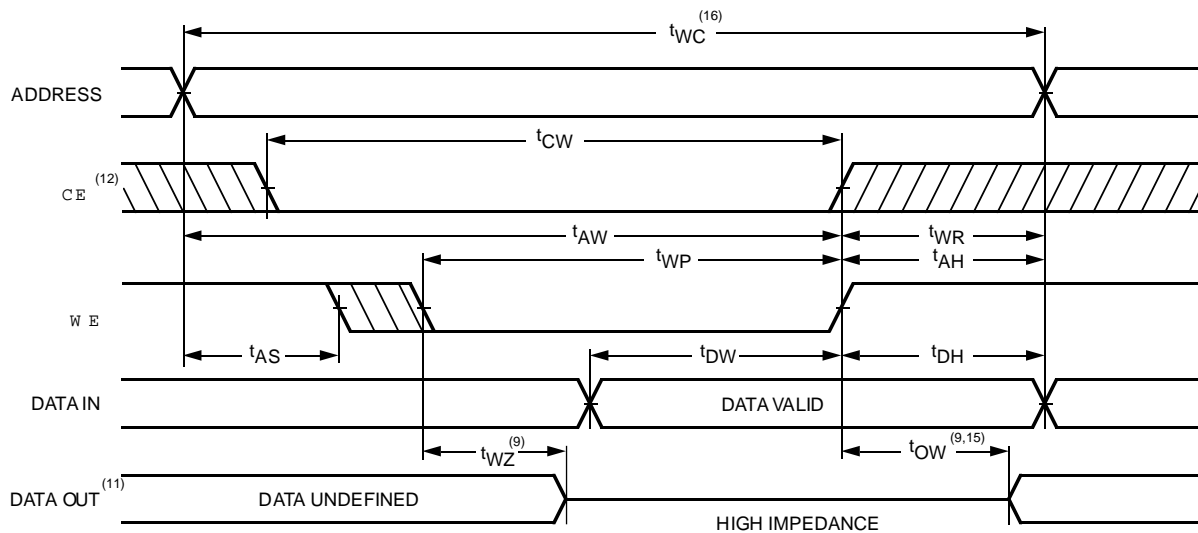 tWC(16)
ADDRESS
tCW
CE (12)
tAW
tWR
tWP
tAH
W E
tAS
tDW
tDH
DATA IN
DATA VALID
tWZ(9)
tOW(9,15)
DATA OUT(11)
DATA UNDEFINED
HIGH IMPEDANCE